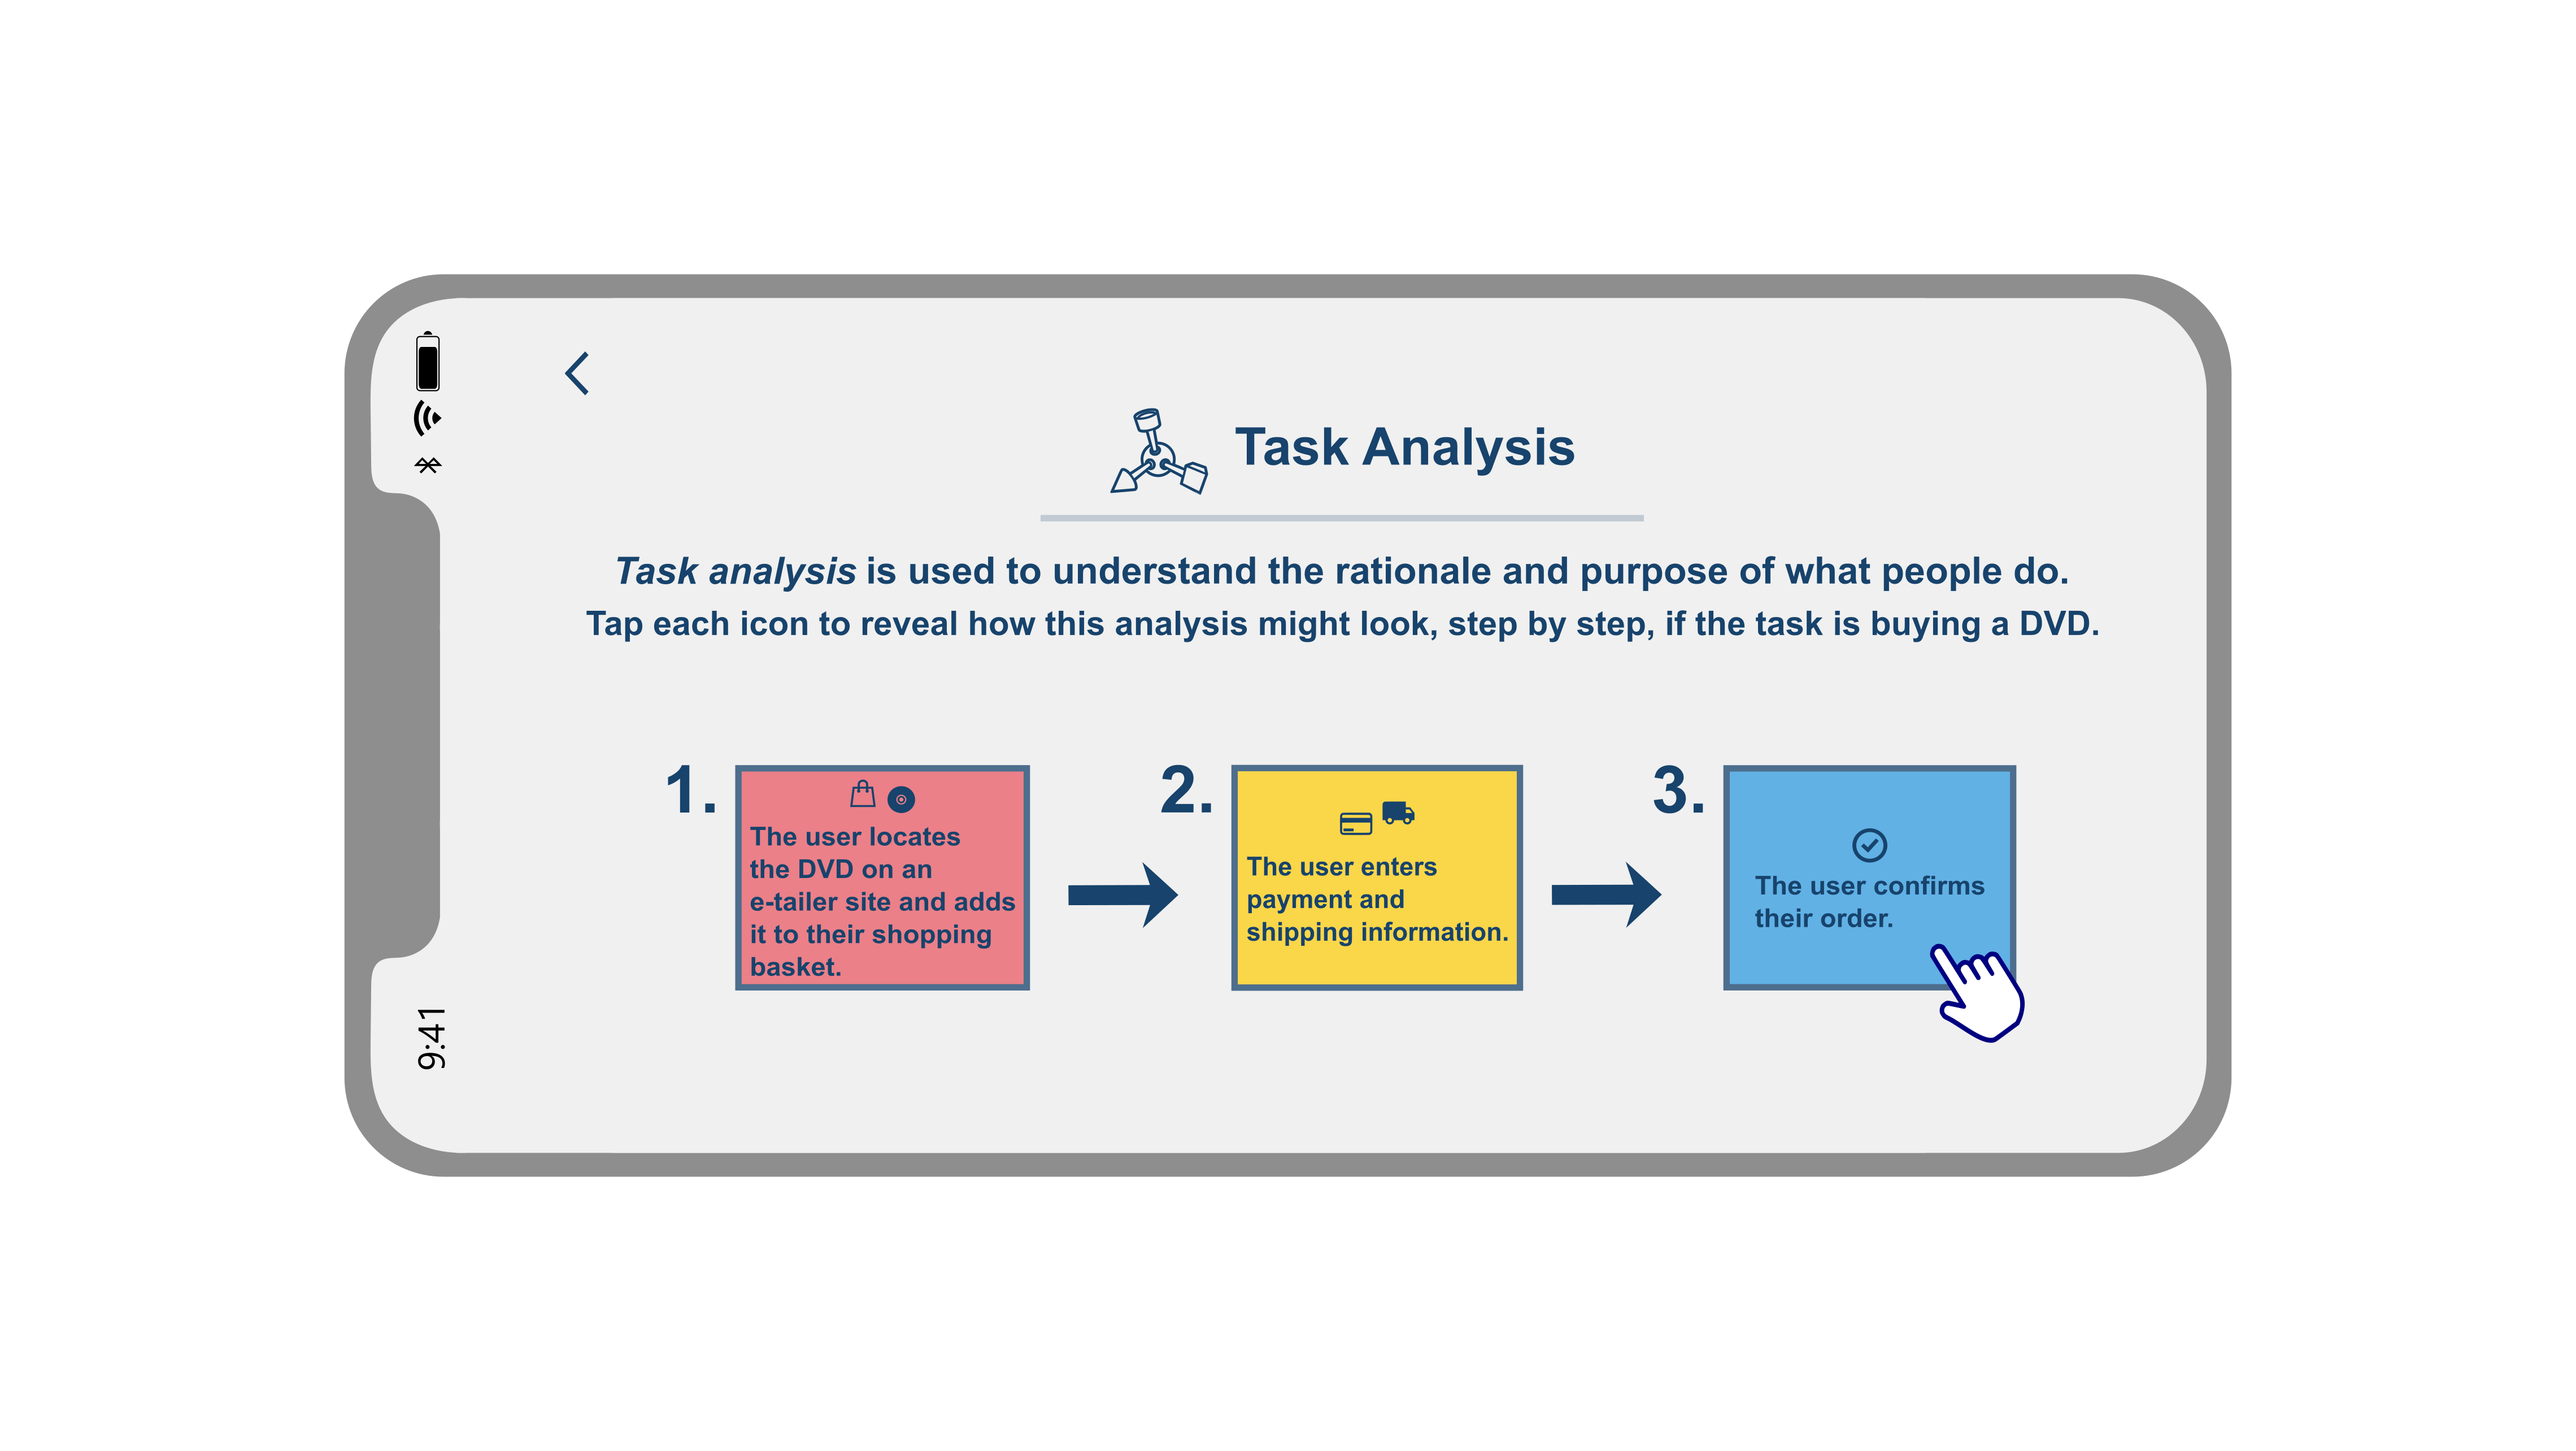 Task Analysis
Task analysis is used to understand the rationale and purpose of what people do.
Tap each icon to reveal how this analysis might look, step by step, if the task is buying a DVD.
1.
The user locates
the DVD on an
e-tailer site and adds
it to their shopping
basket.
2.
The user enters
payment and
shipping information.
3.
The user confirms
their order.
9:41